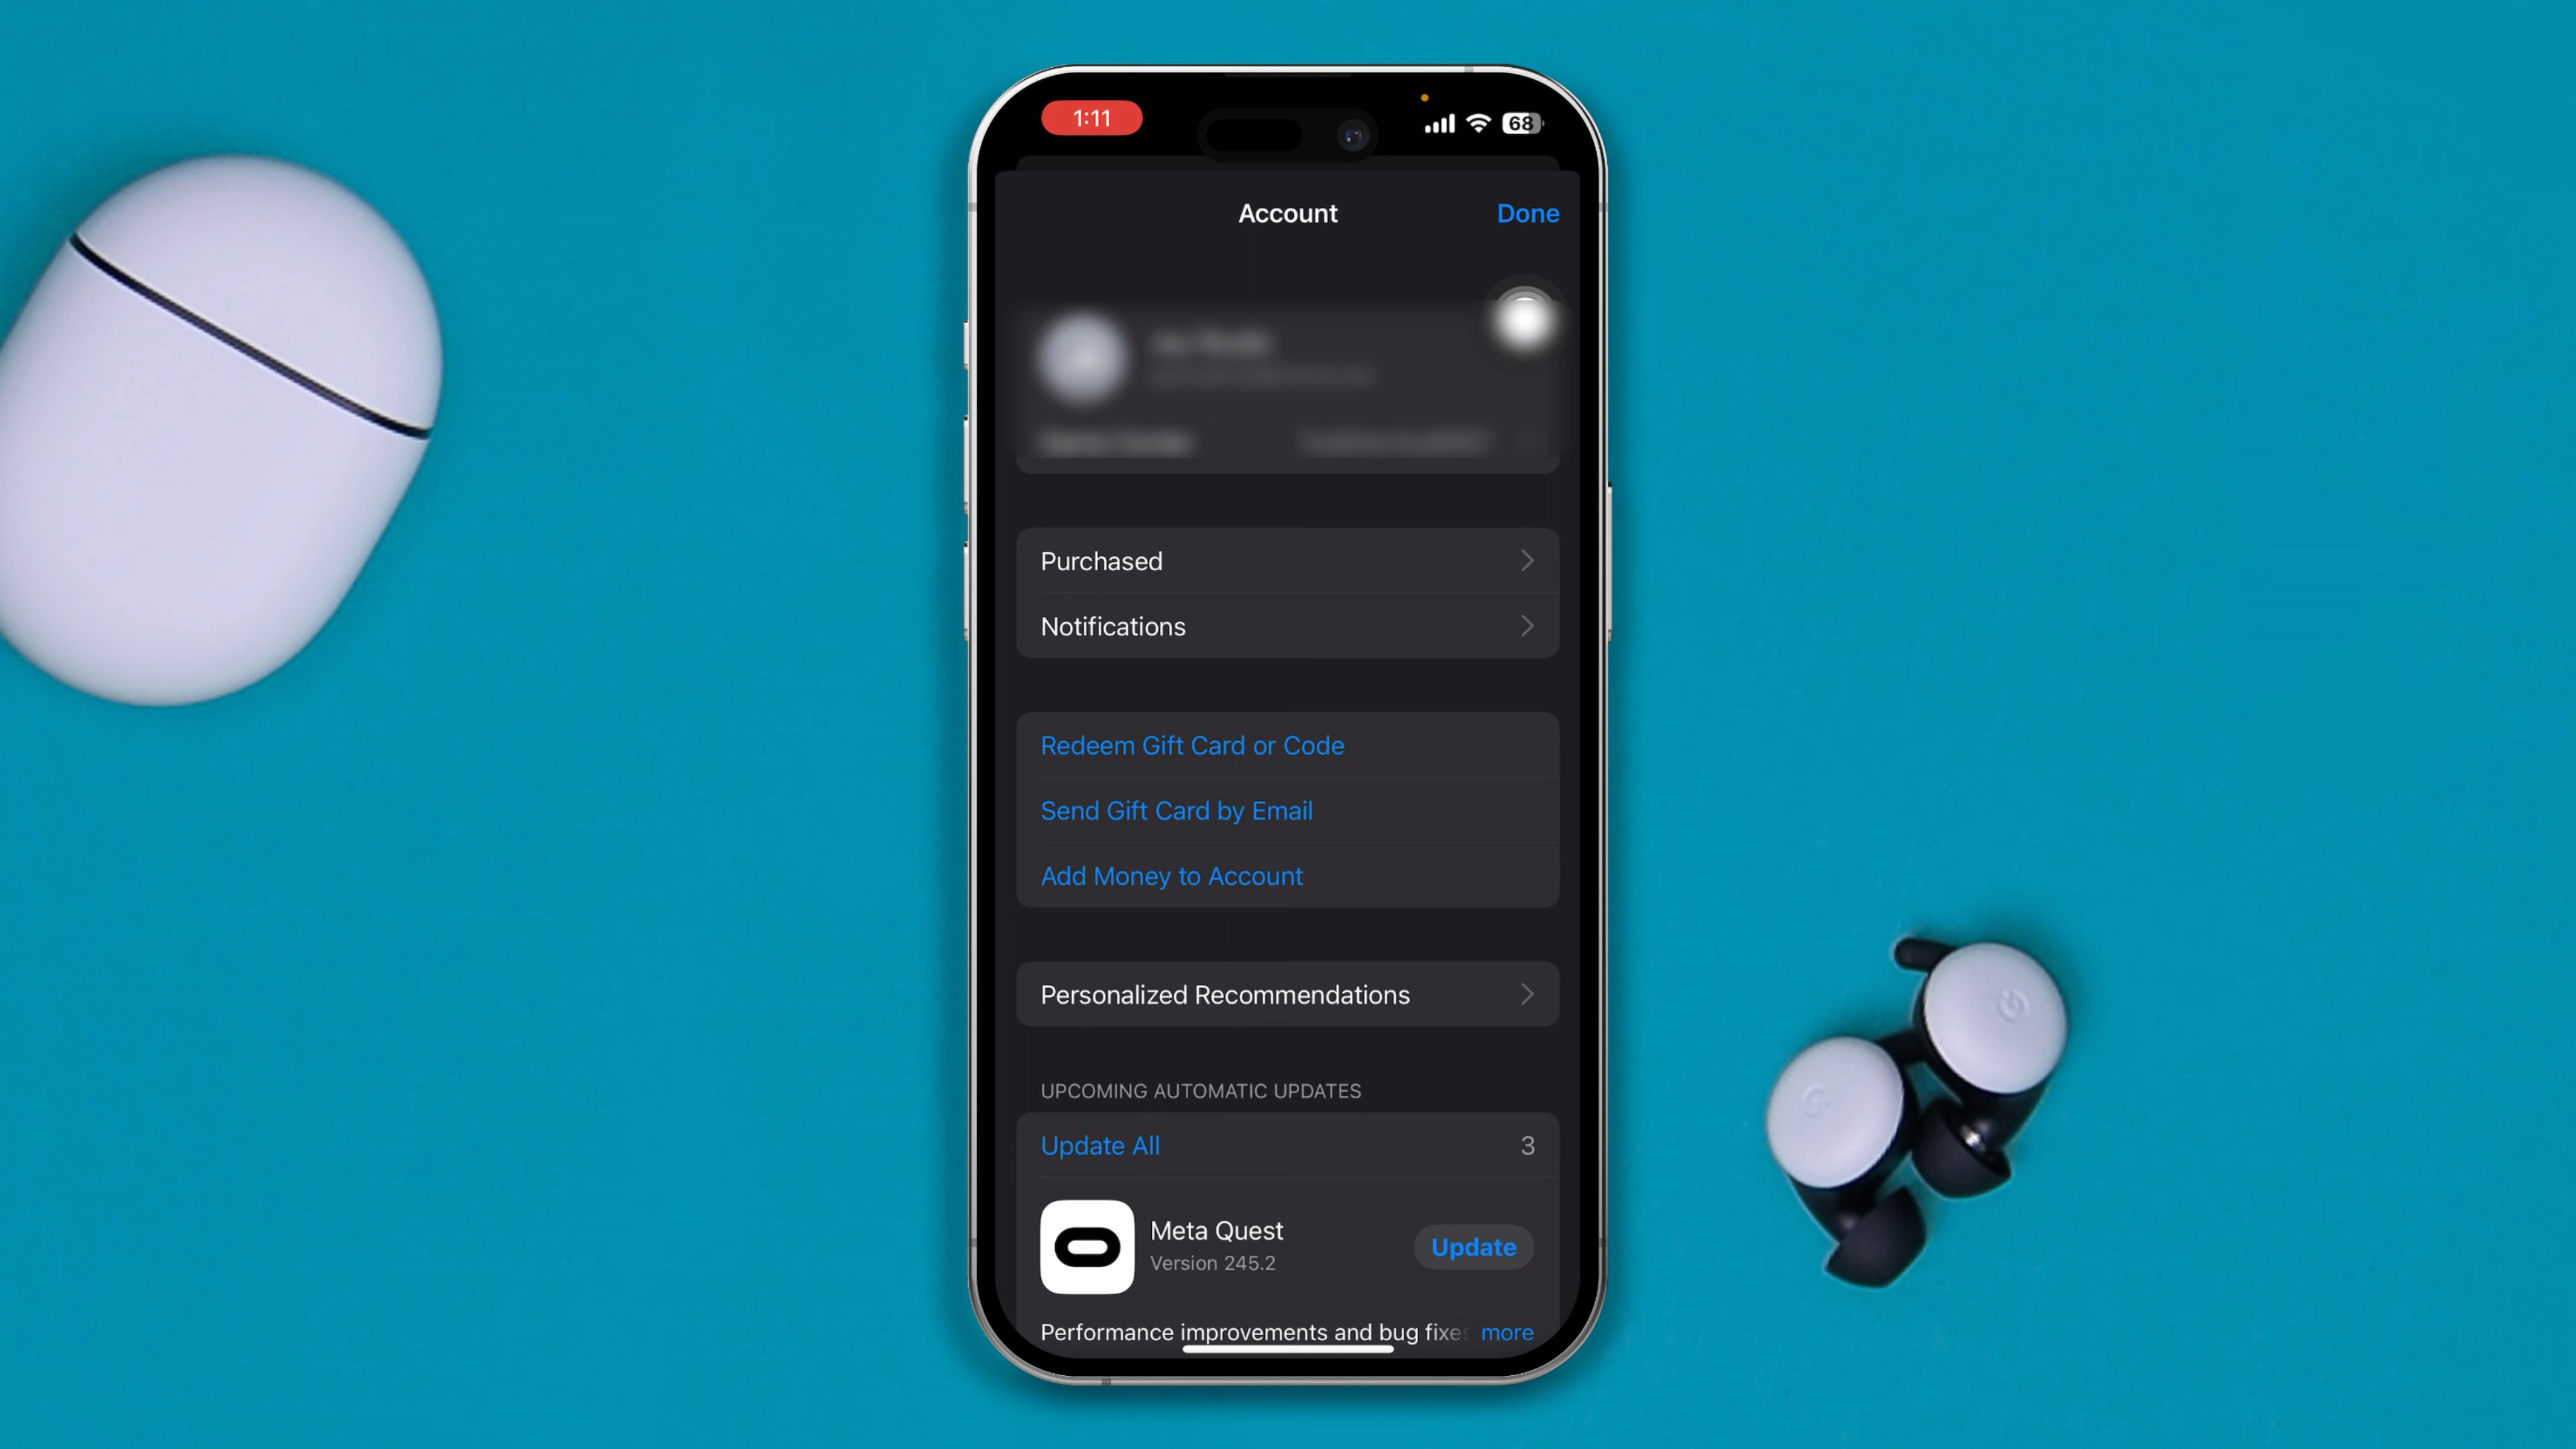 1:11
68
Account
Done
Purchased
Notifications
Redeem Gift Card or Code
Send Gift Card by Email
Add Money to Account
Personalized Recommendations
UPCOMING AUTOMATIC UPDATES
Update All
3
Meta Quest
Version 245.2
Update
Performance improvements and bug fixes
more